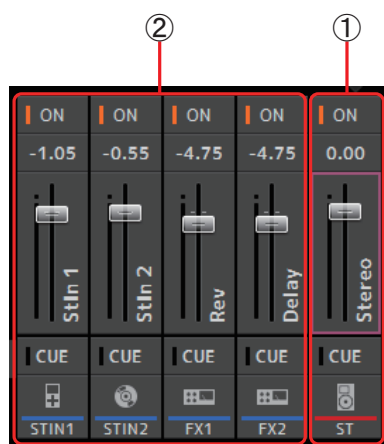 ② ①
ON ON ON ON ON
-1.05 -0.55 -4.75 -4.75 0.00
StIn 1 StIn 2 Rev Delay Stereo
CUE CUE CUE CUE CUE
STIN1 STIN2 FX1 FX2 ST